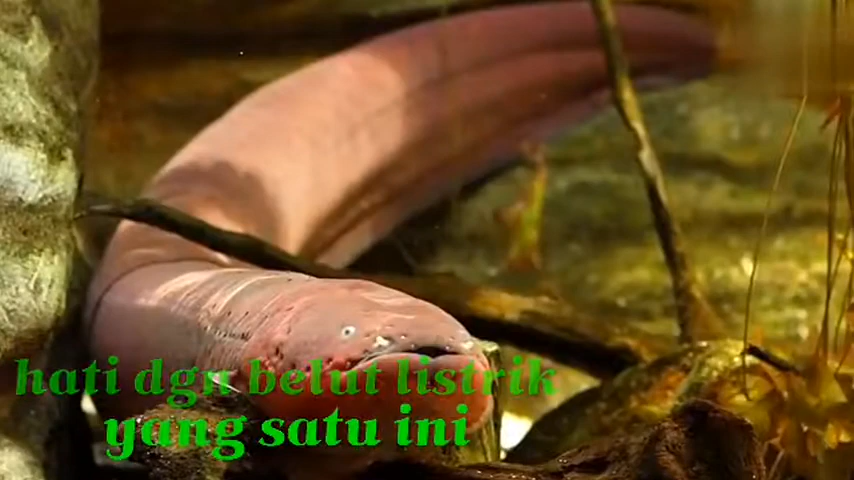 hati dgn belut listrik
yang satu ini